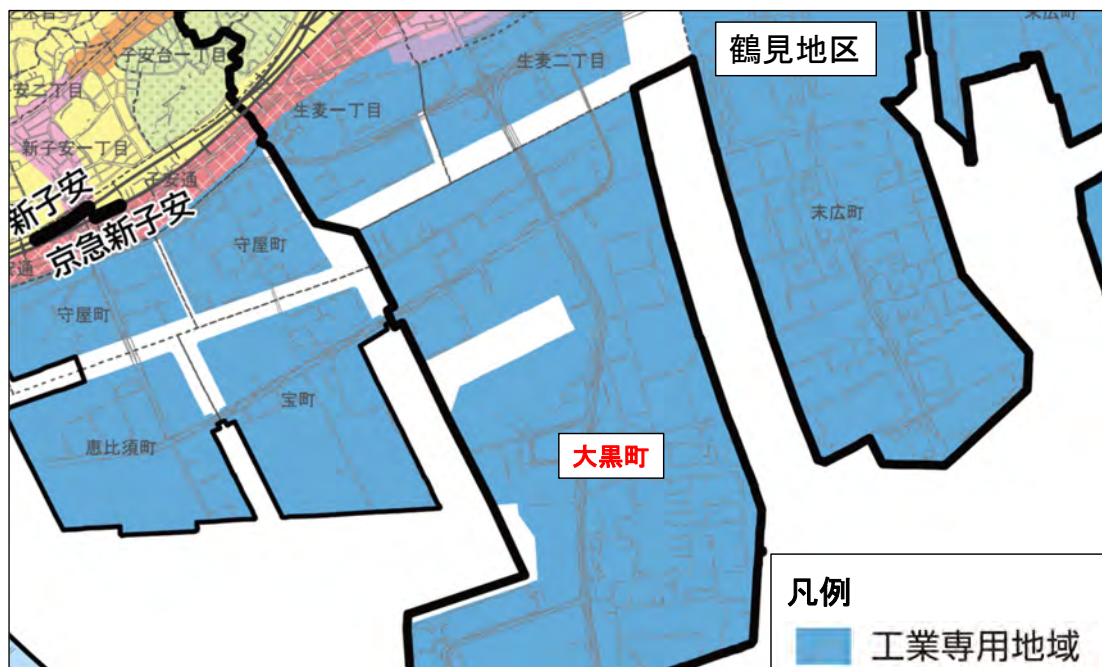 末広町
子安台一丁目
鶴見地区
生麦二丁目
安二丁目
生麦一丁目
新子安一丁目
子安通
新子安
末広町
京急新子安
守屋町
守屋町
宝町
恵比須町
大黒町
凡例
工業専用地域